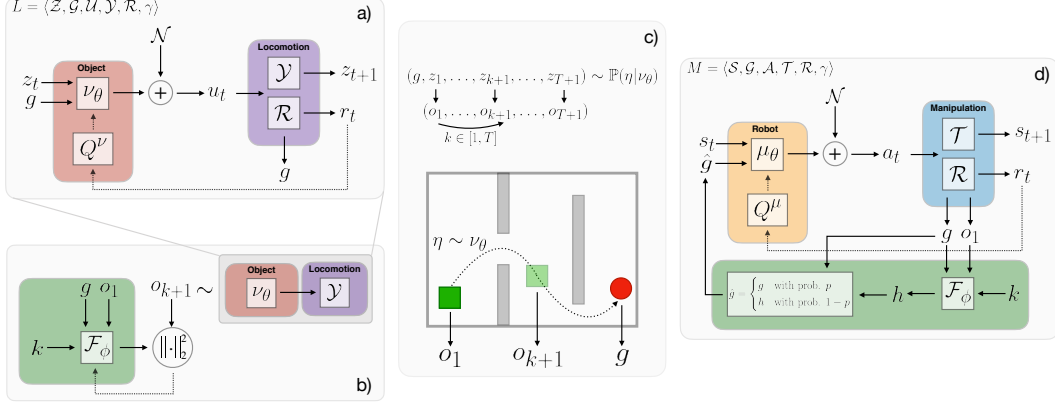 a)
L = ⟨Z, G, U, Y, R, γ⟩
N
Object
Locomotion
z_t
g
ν_θ
+
u_t
Y
z_{t+1}
R
r_t
Q^ν
g
b)
g o_1
o_{k+1} ∼
Object
Locomotion
ν_θ
Y
k
F_ϕ
||·||_2^2
c)
(g, z_1, . . . , z_{k+1}, . . . , z_{T+1}) ∼ P(η|ν_θ)
(o_1, . . . , o_{k+1}, . . . , o_{T+1})
k ∈ [1, T]
η ∼ ν_θ
o_1
o_{k+1}
g
d)
M = ⟨S, G, A, T, R, γ⟩
N
Robot
Manipulation
s_t
ĝ
μ_θ
+
a_t
T
s_{t+1}
R
r_t
Q^μ
g o_1
ĝ = { g with prob. p
h with prob. 1 − p
h
F_ϕ
k